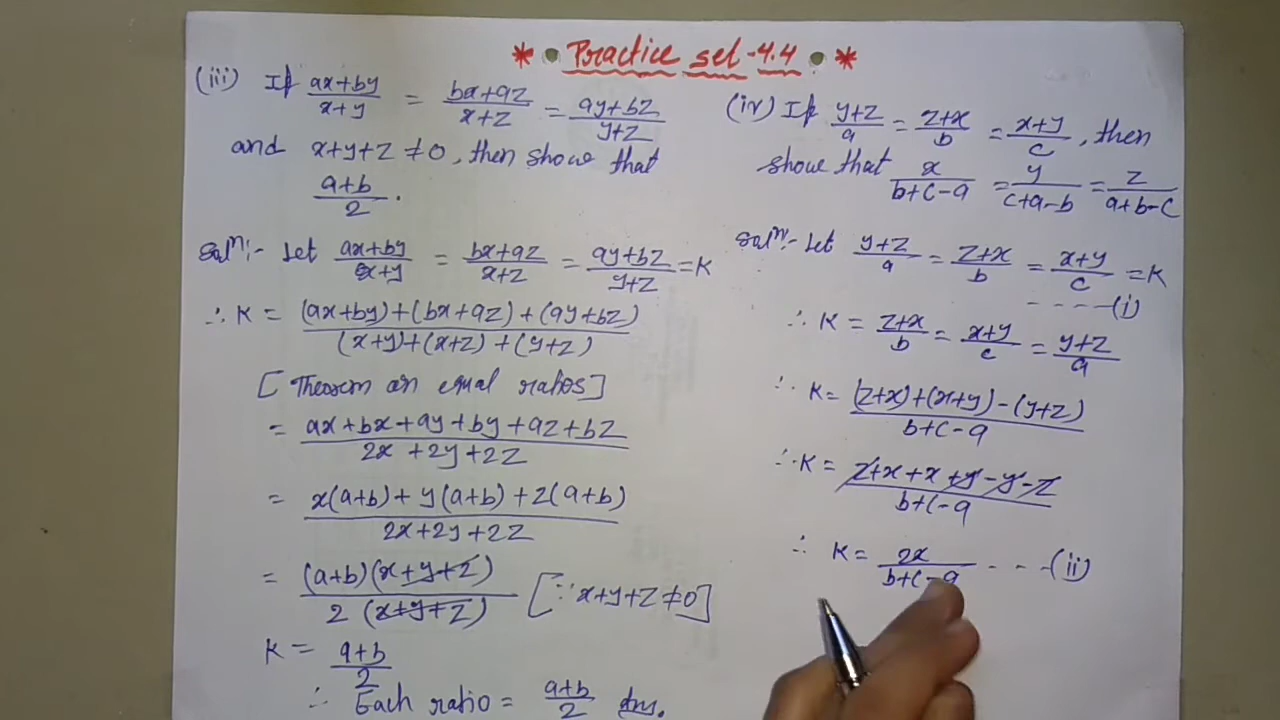 * • Practice set - 4.4 • *
(iii) If (ax+by)/(x+y) = (bx+az)/(x+z) = (ay+bz)/(y+z)
and x+y+z ≠ 0, then show that
(a+b)/2.
Solⁿ:- Let (ax+by)/(x+y) = (bx+az)/(x+z) = (ay+bz)/(y+z) = K
∴ K = ((ax+by)+(bx+az)+(ay+bz))/((x+y)+(x+z)+(y+z))
[Theorem on equal ratios]
= (ax+bx+ay+by+az+bz)/(2x+2y+2z)
= (x(a+b)+y(a+b)+z(a+b))/(2x+2y+2z)
= ((a+b)(x+y+z))/(2(x+y+z)) [∵ x+y+z ≠ 0]
K = (a+b)/2
∴ Each ratio = (a+b)/2 Ans.
(iv) If (y+z)/a = (z+x)/b = (x+y)/c, then
show that x/(b+c-a) = y/(c+a-b) = z/(a+b-c)
Solⁿ:- Let (y+z)/a = (z+x)/b = (x+y)/c = K
- - - - - (i)
∴ K = (z+x)/b = (x+y)/c = (y+z)/a
∴ K = ((z+x)+(x+y)-(y+z))/(b+c-a)
∴ K = (z+x+x+y-y-z)/(b+c-a)
∴ K = 2x/(b+c-a) - - - - (ii)